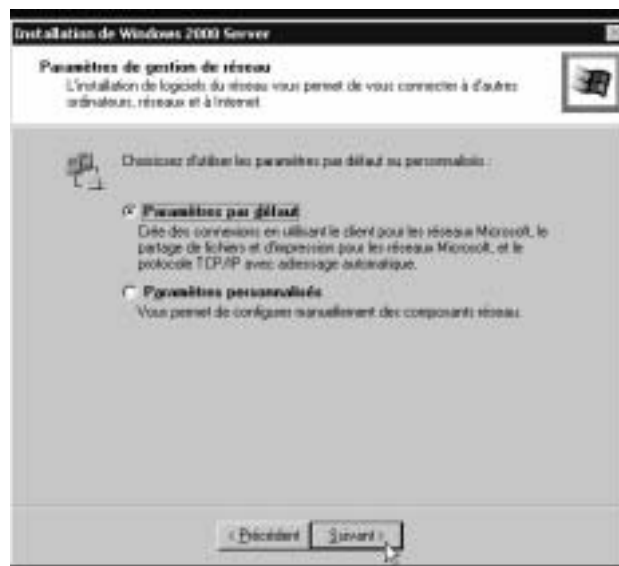 Installation de Windows 2000 Server
Paramètres de gestion de réseau
L'installation de logiciels du réseau vous permet de vous connecter à d'autres
ordinateurs, réseaux et à Internet.
Choisissez d'utiliser les paramètres par défaut ou personnalisés :
Paramètres par défaut
Crée des connexions en utilisant le client pour les réseaux Microsoft, le
partage de fichiers et d'impression pour les réseaux Microsoft, et le
protocole TCP/IP avec adressage automatique.
Paramètres personnalisés
Vous permet de configurer manuellement des composants réseau.
< Précédent
Suivant >